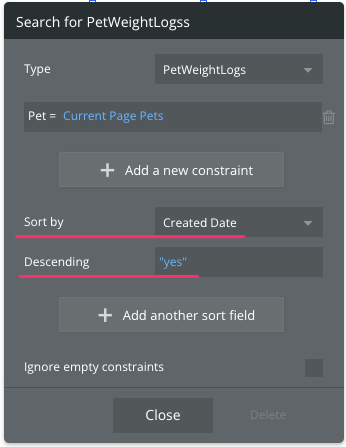 Search for PetWeightLogss
Type PetWeightLogs
Pet = Current Page Pets
+ Add a new constraint
Sort by Created Date
Descending "yes"
+ Add another sort field
Ignore empty constraints
Close Delete